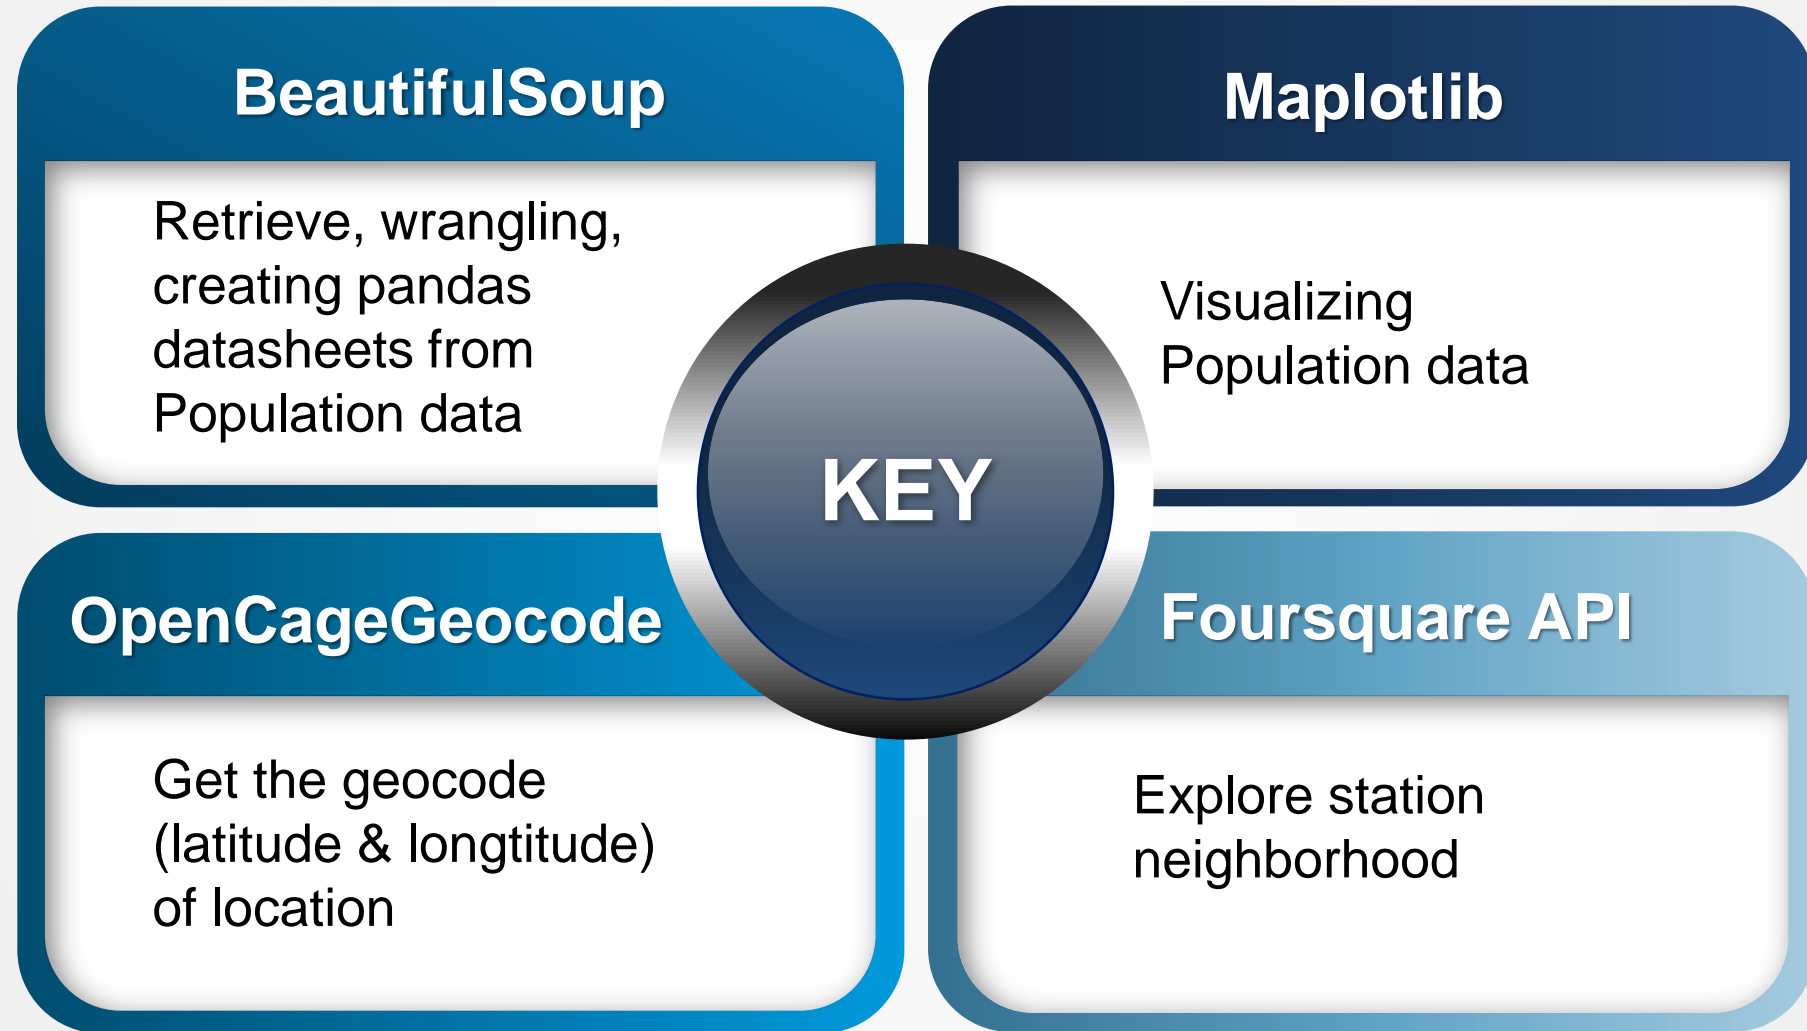 BeautifulSoup
Retrieve, wrangling,
creating pandas
datasheets from
Population data
Maplotlib
Visualizing
Population data
KEY
OpenCageGeocode
Get the geocode
(latitude & longtitude)
of location
Foursquare API
Explore station
neighborhood